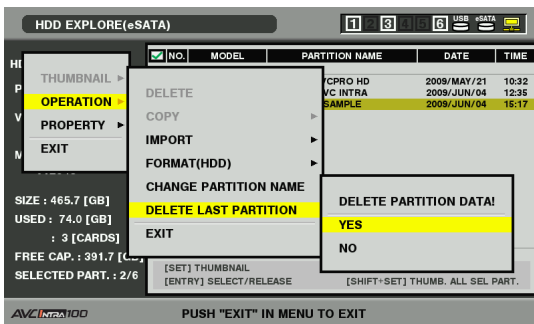 HDD EXPLORE(eSATA)
1 2 3 4 5 6 USB eSATA
NO. MODEL PARTITION NAME DATE TIME
VCPRO HD 2009/MAY/21 10:32
VC INTRA 2009/JUN/04 12:35
SAMPLE 2009/JUN/04 15:17
THUMBNAIL
OPERATION
PROPERTY
EXIT
DELETE
COPY
IMPORT
FORMAT(HDD)
CHANGE PARTITION NAME
DELETE LAST PARTITION
EXIT
DELETE PARTITION DATA!
YES
NO
SIZE : 465.7 [GB]
USED : 74.0 [GB]
: 3 [CARDS]
FREE CAP. : 391.7 [GB]
SELECTED PART. : 2/6
[SET] THUMBNAIL
[ENTRY] SELECT/RELEASE [SHIFT+SET] THUMB. ALL SEL PART.
AVC INTRA 100 PUSH "EXIT" IN MENU TO EXIT